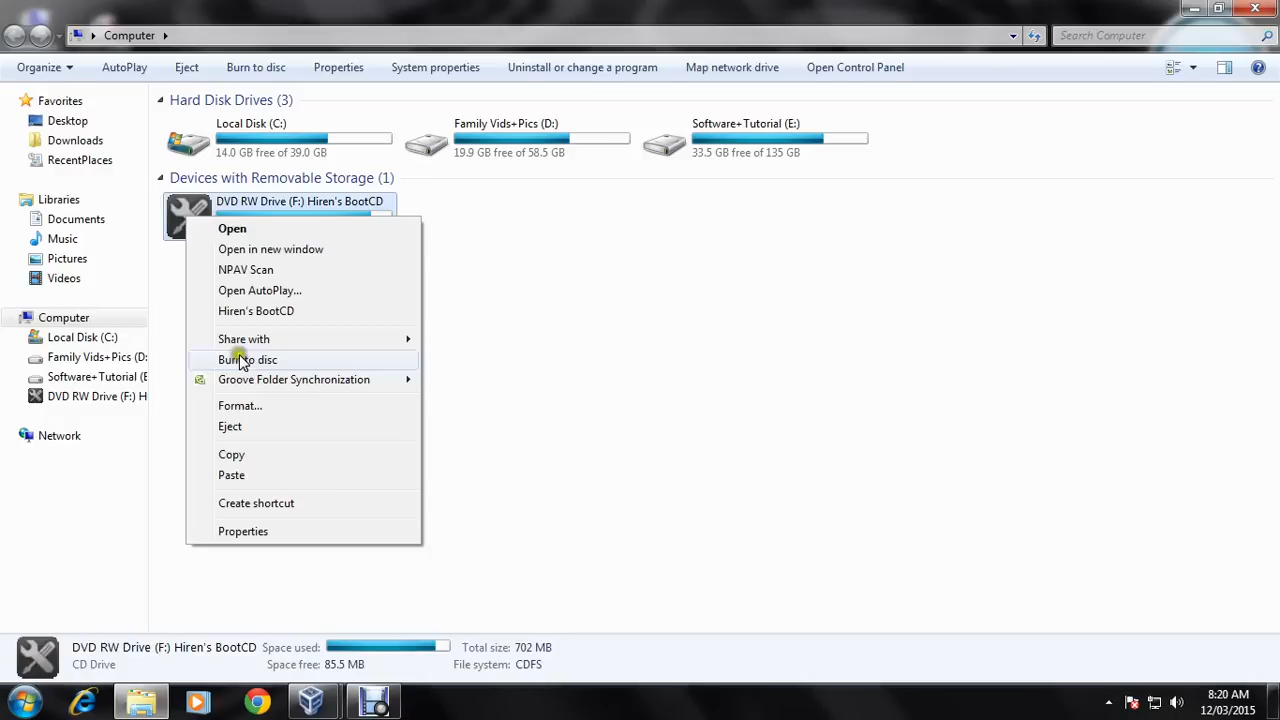 Computer
Search Computer
Organize
AutoPlay
Eject
Burn to disc
Properties
System properties
Uninstall or change a program
Map network drive
Open Control Panel
Favorites
Desktop
Downloads
RecentPlaces
Libraries
Documents
Music
Pictures
Videos
Computer
Local Disk (C:)
Family Vids+Pics (D:
Software+Tutorial (E
DVD RW Drive (F:) H
Network
Hard Disk Drives (3)
Local Disk (C:)
14.0 GB free of 39.0 GB
Family Vids+Pics (D:)
19.9 GB free of 58.5 GB
Software+Tutorial (E:)
33.5 GB free of 135 GB
Devices with Removable Storage (1)
DVD RW Drive (F:) Hiren's BootCD
Open
Open in new window
NPAV Scan
Open AutoPlay...
Hiren's BootCD
Share with
Burn to disc
Groove Folder Synchronization
Format...
Eject
Copy
Paste
Create shortcut
Properties
DVD RW Drive (F:) Hiren's BootCD
CD Drive
Space used:
Space free: 85.5 MB
Total size: 702 MB
File system: CDFS
8:20 AM
12/03/2015